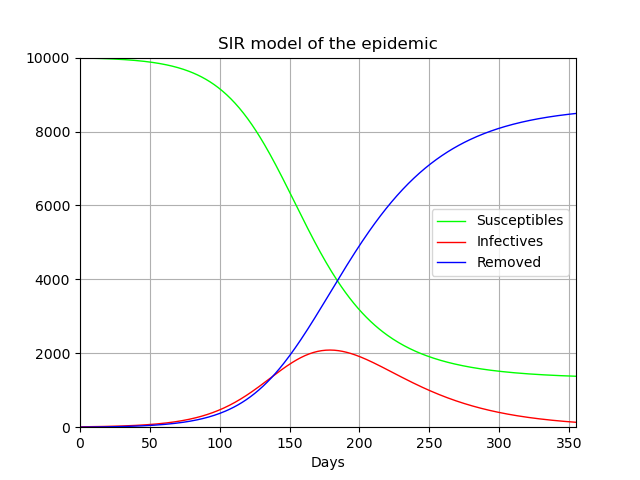 SIR model of the epidemic
10000
8000
6000
4000
2000
0
Susceptibles
Infectives
Removed
0 50 100 150 200 250 300 350
Days